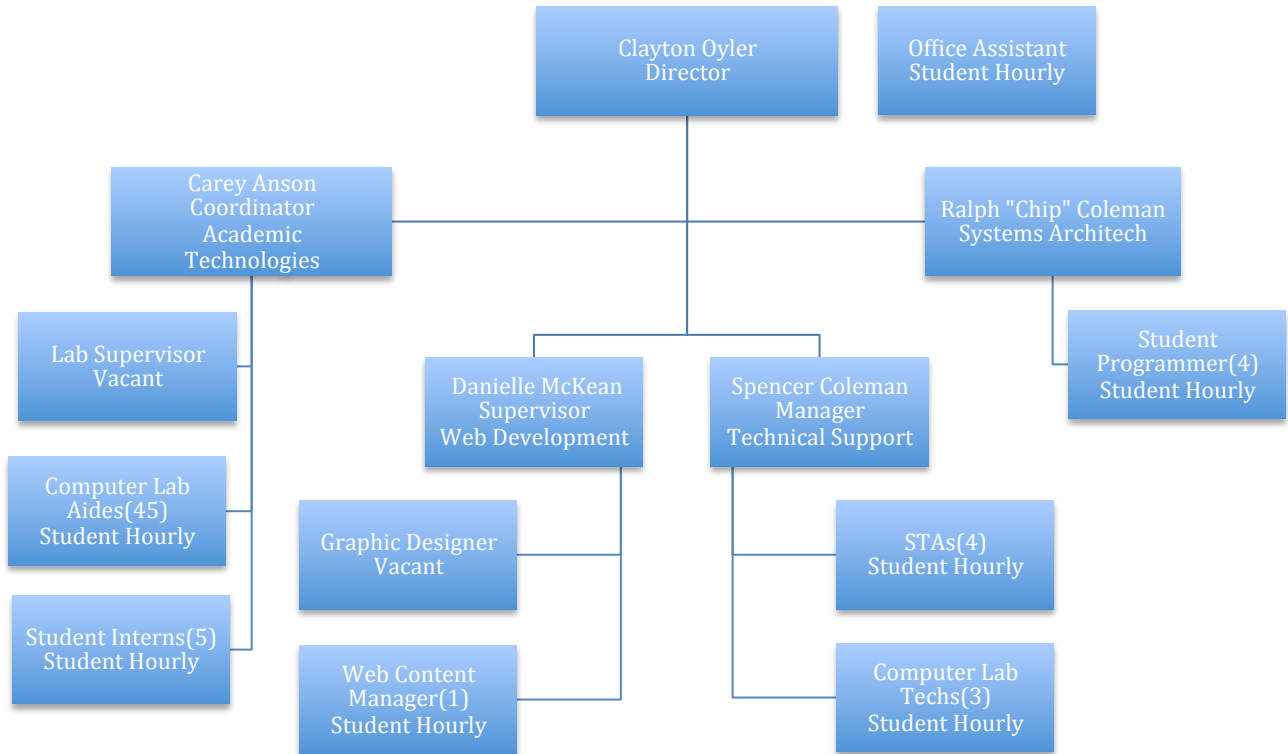 Clayton Oyler
Director
Office Assistant
Student Hourly
Carey Anson
Coordinator
Academic
Technologies
Ralph "Chip" Coleman
Systems Architech
Lab Supervisor
Vacant
Student
Programmer(4)
Student Hourly
Danielle McKean
Supervisor
Web Development
Spencer Coleman
Manager
Technical Support
Computer Lab
Aides(45)
Student Hourly
Graphic Designer
Vacant
STAs(4)
Student Hourly
Student Interns(5)
Student Hourly
Web Content
Manager(1)
Student Hourly
Computer Lab
Techs(3)
Student Hourly